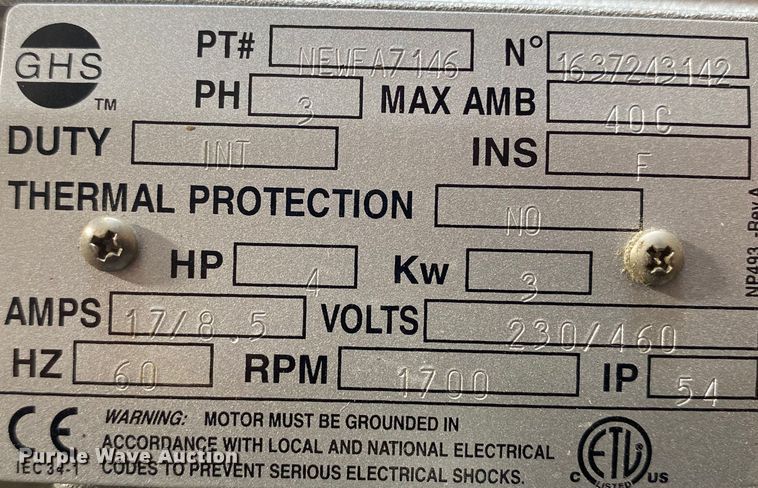 GHS
TM
PT# NEWFA7146 N° 1637243142
PH 3 MAX AMB 40C
DUTY INT INS F
THERMAL PROTECTION NO
HP 4 Kw 3
AMPS 17/8.5 VOLTS 230/460
HZ 60 RPM 1700 IP 54
NP493 -Rev A
CE WARNING: MOTOR MUST BE GROUNDED IN
ACCORDANCE WITH LOCAL AND NATIONAL ELECTRICAL
IEC 34-1 CODES TO PREVENT SERIOUS ELECTRICAL SHOCKS.
ETL
C LISTED US
Purple Wave Auction